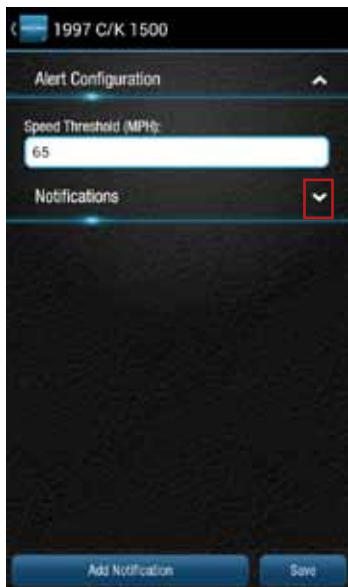 1997 C/K 1500
Alert Configuration
Speed Threshold (MPH):
65
Notifications
Add Notification Save